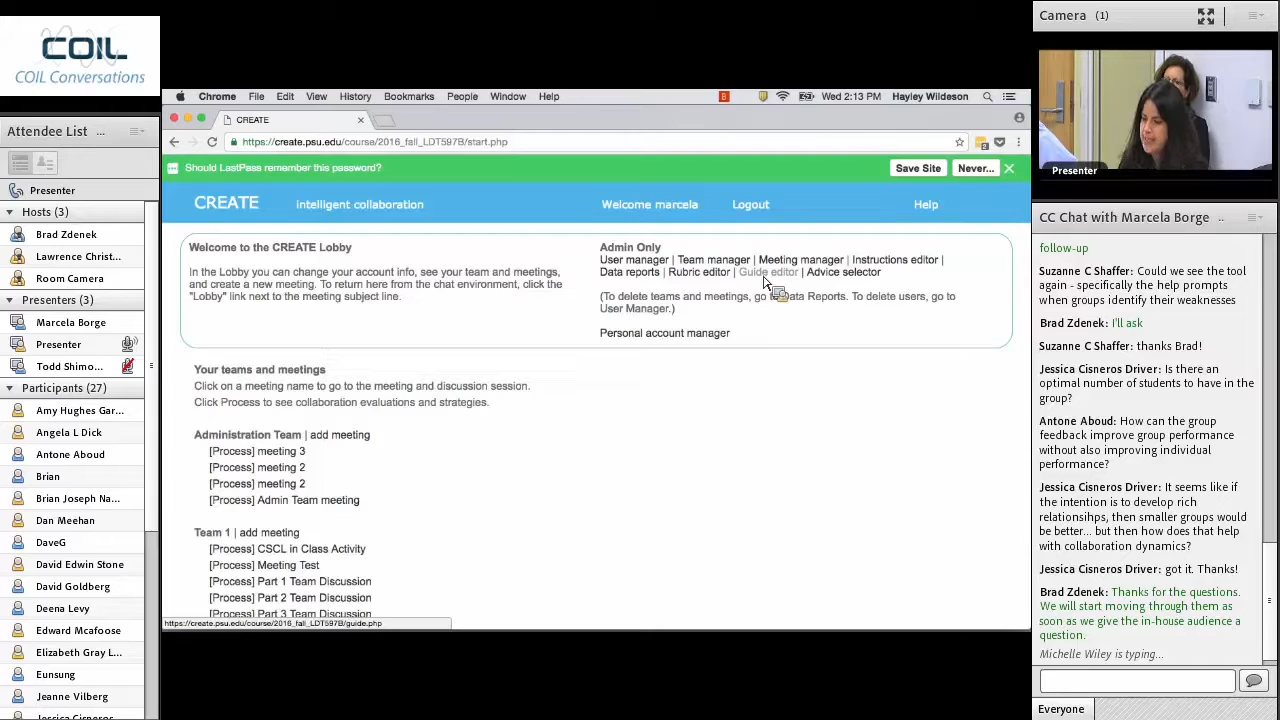 COIL
COIL Conversations
Attendee List ...
Presenter
Hosts (3)
Brad Zdenek
Lawrence Christ...
Room Camera
Presenters (3)
Marcela Borge
Presenter
Todd Shimo...
Participants (27)
Amy Hughes Gar...
Angela L Dick
Antone Aboud
Brian
Brian Joseph Na...
Dan Meehan
DaveG
David Edwin Stone
David Goldberg
Deena Levy
Edward Mcafoose
Elizabeth Gray L...
Eunsung
Jeanne Vilberg
Jessica Cisneros
Chrome File Edit View History Bookmarks People Window Help
Wed 2:13 PM Hayley Wildeson
CREATE
https://create.psu.edu/course/2016_fall_LDT597B/start.php
Should LastPass remember this password?
Save Site Never...
CREATE intelligent collaboration Welcome marcela Logout Help
Welcome to the CREATE Lobby
In the Lobby you can change your account info, see your team and meetings,
and create a new meeting. To return here from the chat environment, click the
"Lobby" link next to the meeting subject line.
Admin Only
User manager | Team manager | Meeting manager | Instructions editor |
Data reports | Rubric editor | Guide editor | Advice selector
(To delete teams and meetings, go to Data Reports. To delete users, go to
User Manager.)
Personal account manager
Your teams and meetings
Click on a meeting name to go to the meeting and discussion session.
Click Process to see collaboration evaluations and strategies.
Administration Team | add meeting
[Process] meeting 3
[Process] meeting 2
[Process] meeting 2
[Process] Admin Team meeting
Team 1 | add meeting
[Process] CSCL in Class Activity
[Process] Meeting Test
[Process] Part 1 Team Discussion
[Process] Part 2 Team Discussion
[Process] Part 3 Team Discussion
https://create.psu.edu/course/2016_fall_LDT597B/guide.php
Camera (1)
Presenter
CC Chat with Marcela Borge ..
follow-up
Suzanne C Shaffer: Could we see the tool
again - specifically the help prompts
when groups identify their weaknesses
Brad Zdenek: I'll ask
Suzanne C Shaffer: thanks Brad!
Jessica Cisneros Driver: Is there an
optimal number of students to have in the
group?
Antone Aboud: How can the group
feedback improve group performance
without also improving individual
performance?
Jessica Cisneros Driver: It seems like if
the intention is to develop rich
relationsihps, then smaller groups would
be better... but then how does that help
with collaboration dynamics?
Jessica Cisneros Driver: got it. Thanks!
Brad Zdenek: Thanks for the questions.
We will start moving through them as
soon as we give the in-house audience a
question.
Michelle Wiley is typing...
Everyone